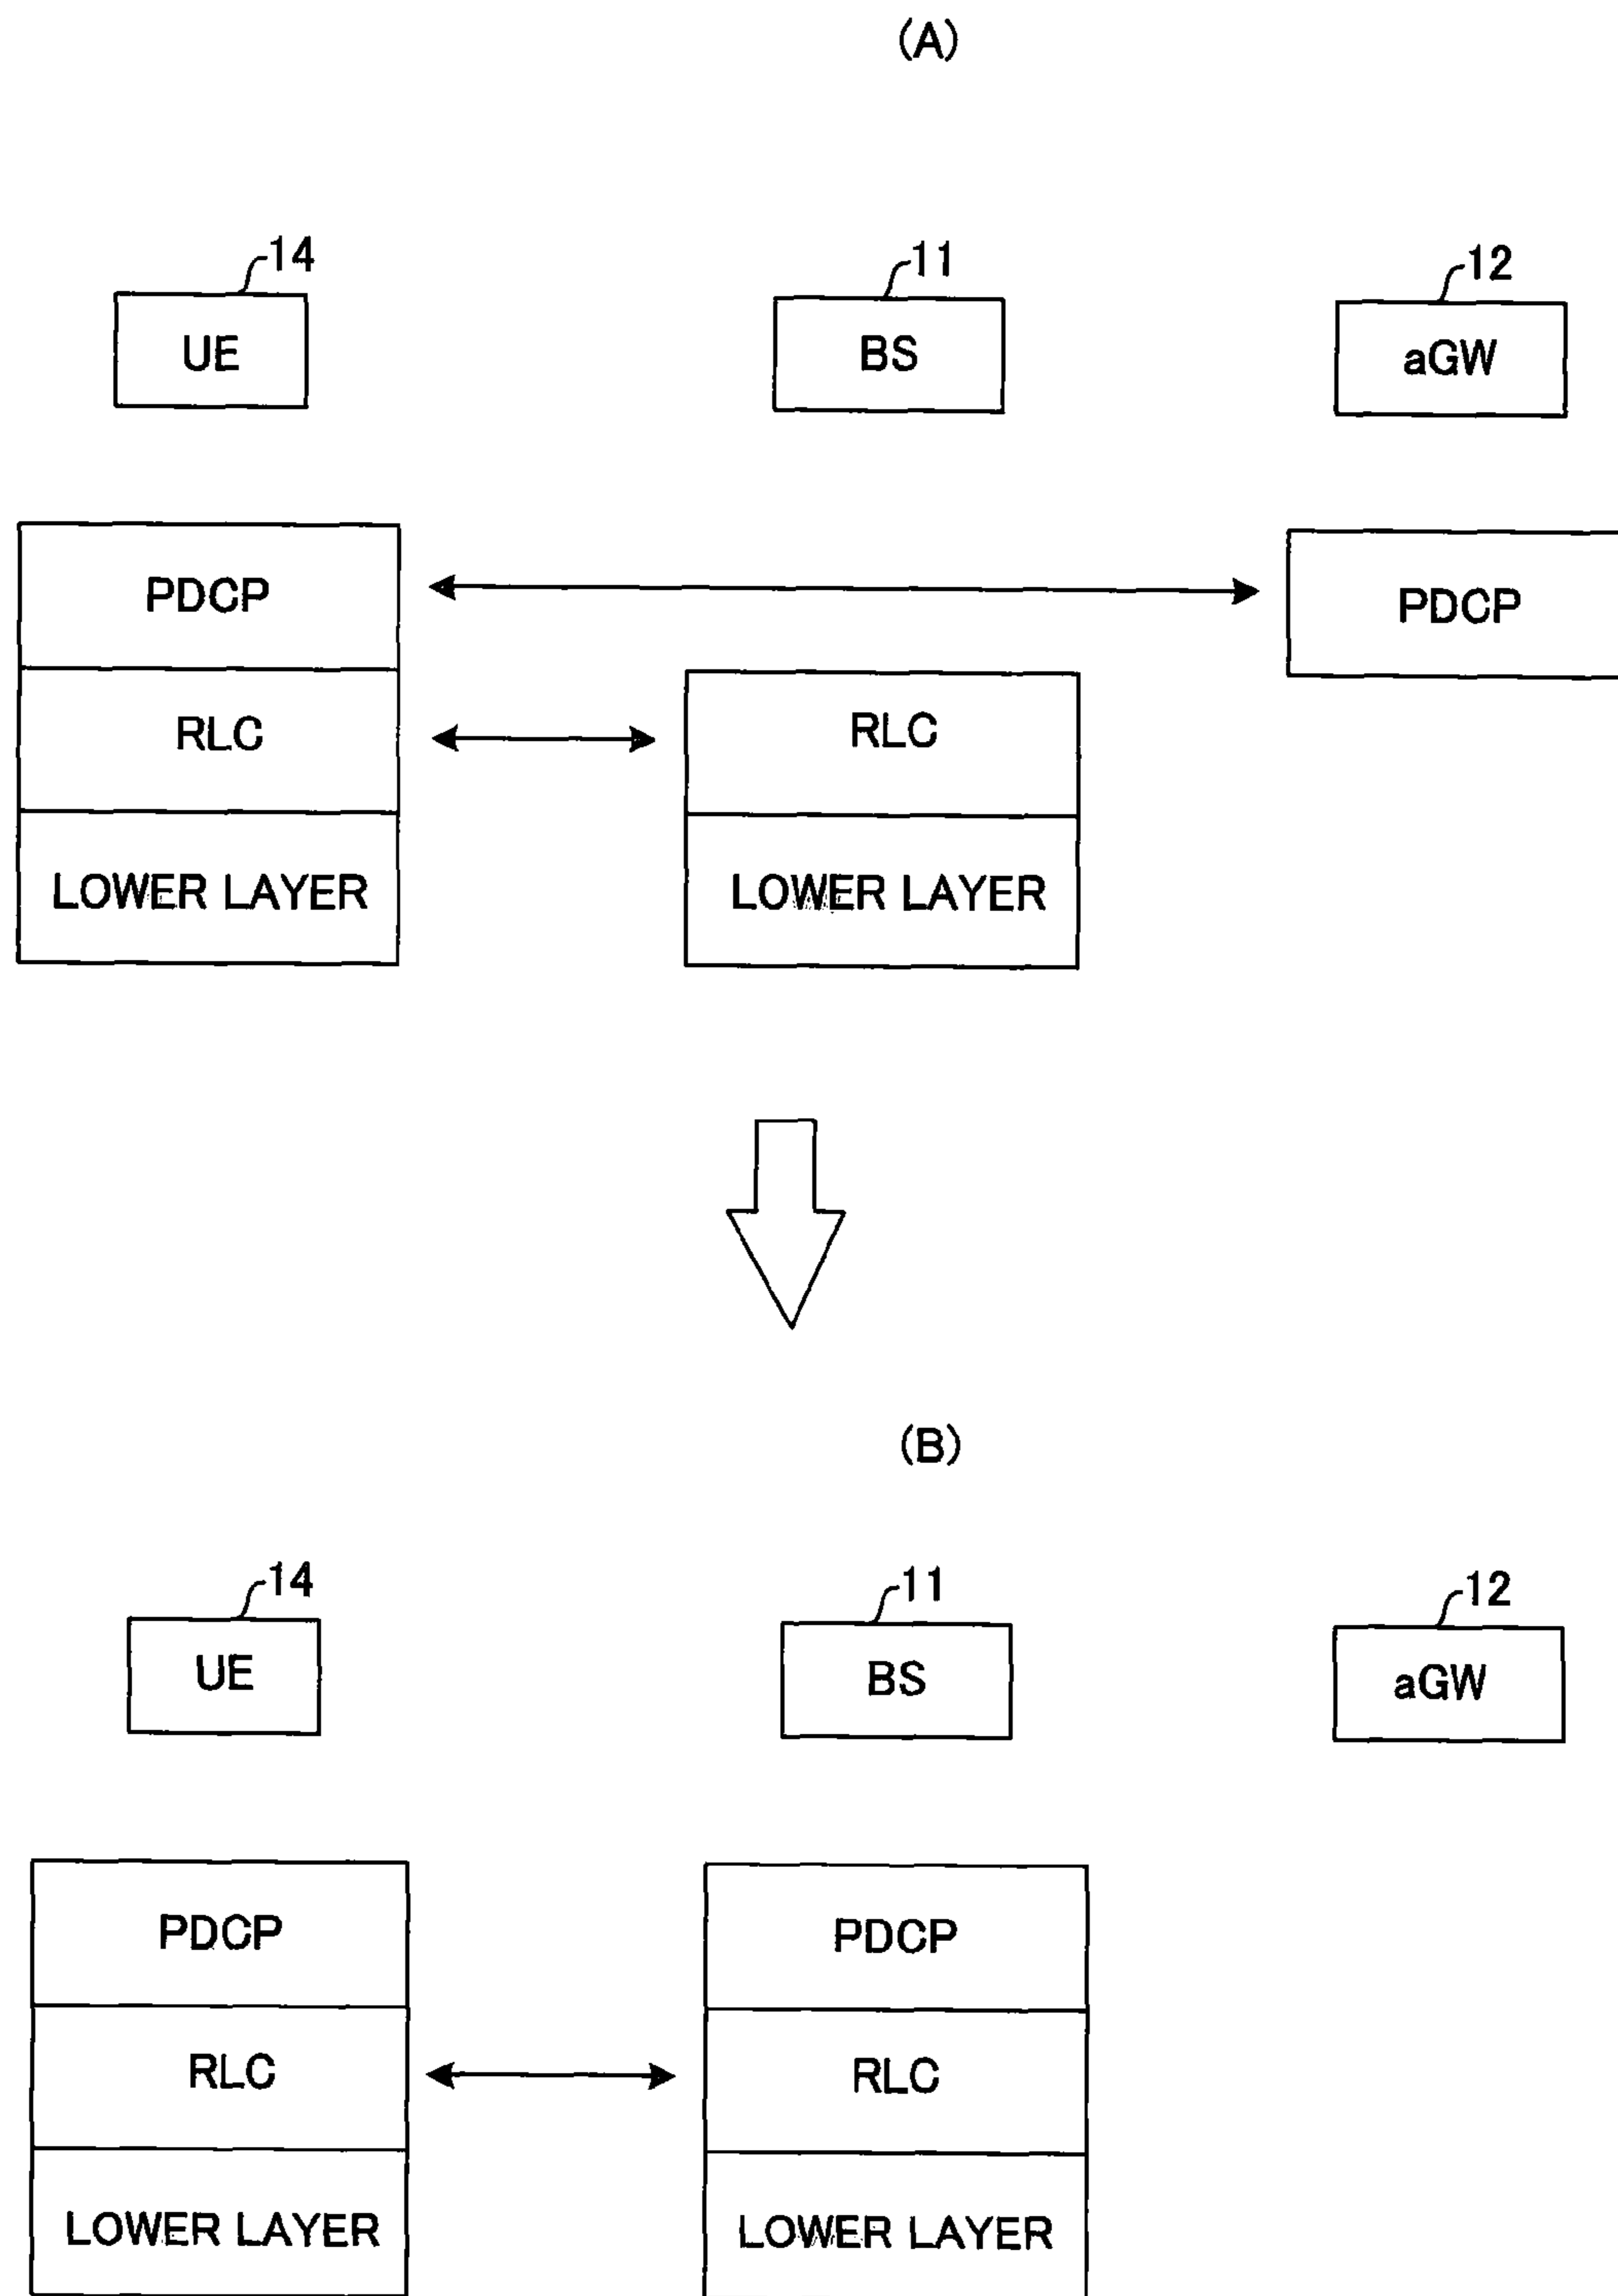 (A)
14 11 12
UE BS aGW
PDCP PDCP
RLC RLC
LOWER LAYER LOWER LAYER
(B)
14 11 12
UE BS aGW
PDCP PDCP
RLC RLC
LOWER LAYER LOWER LAYER